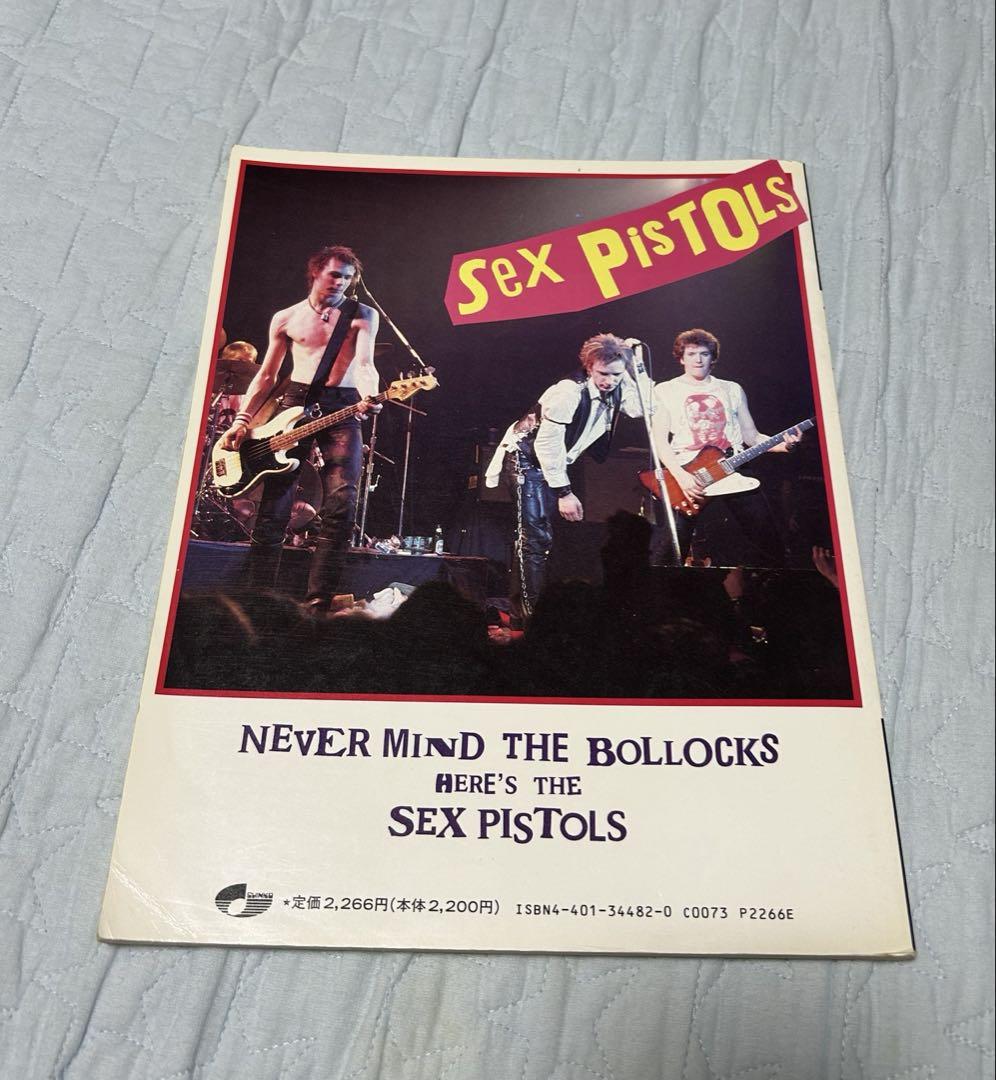 Sex PisTOLS
NEVER MIND THE BOLLOCKS
HERE'S THE
SEX PISTOLS
SHINKO ★定価2,266円(本体2,200円) ISBN4-401-34482-0 C0073 P2266E